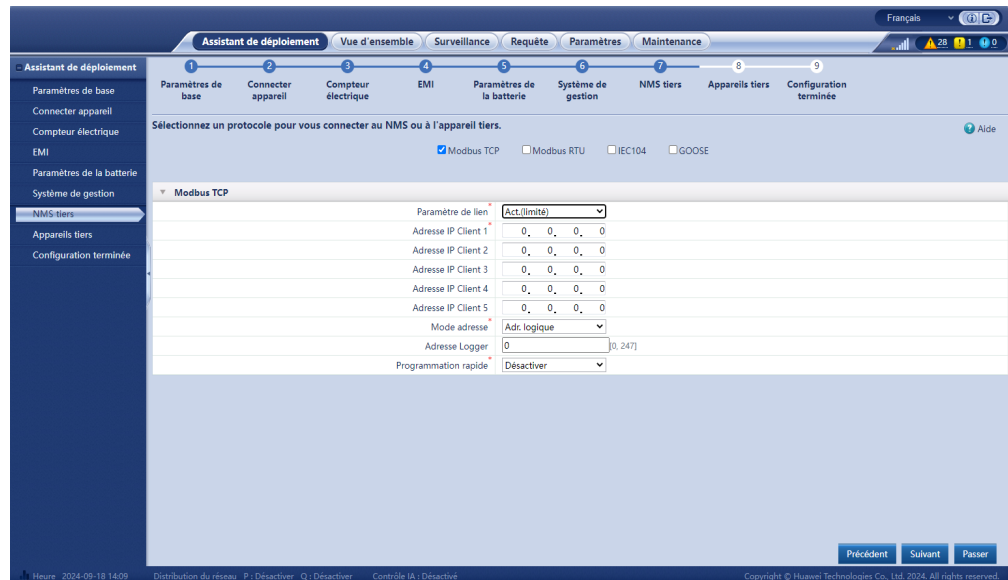 Français
Assistant de déploiement Vue d'ensemble Surveillance Requête Paramètres Maintenance
28 1 0
Assistant de déploiement
Paramètres de base
Connecter appareil
Compteur électrique
EMI
Paramètres de la batterie
Système de gestion
NMS tiers
Appareils tiers
Configuration terminée
1 2 3 4 5 6 7 8 9
Paramètres de base
Connecter appareil
Compteur électrique
EMI
Paramètres de la batterie
Système de gestion
NMS tiers
Appareils tiers
Configuration terminée
Sélectionnez un protocole pour vous connecter au NMS ou à l'appareil tiers.
Aide
Modbus TCP Modbus RTU IEC104 GOOSE
Modbus TCP
Paramètre de lien * Act.(limité)
Adresse IP Client 1 * 0. 0. 0. 0
Adresse IP Client 2 0. 0. 0. 0
Adresse IP Client 3 0. 0. 0. 0
Adresse IP Client 4 0. 0. 0. 0
Adresse IP Client 5 0. 0. 0. 0
Mode adresse * Adr. logique
Adresse Logger 0 [0, 247]
Programmation rapide * Désactiver
Précédent Suivant Passer
Heure 2024-09-18 14:09 Distribution du réseau P : Désactiver Q : Désactiver Contrôle IA : Désactivé Copyright © Huawei Technologies Co., Ltd. 2024. All rights reserved.